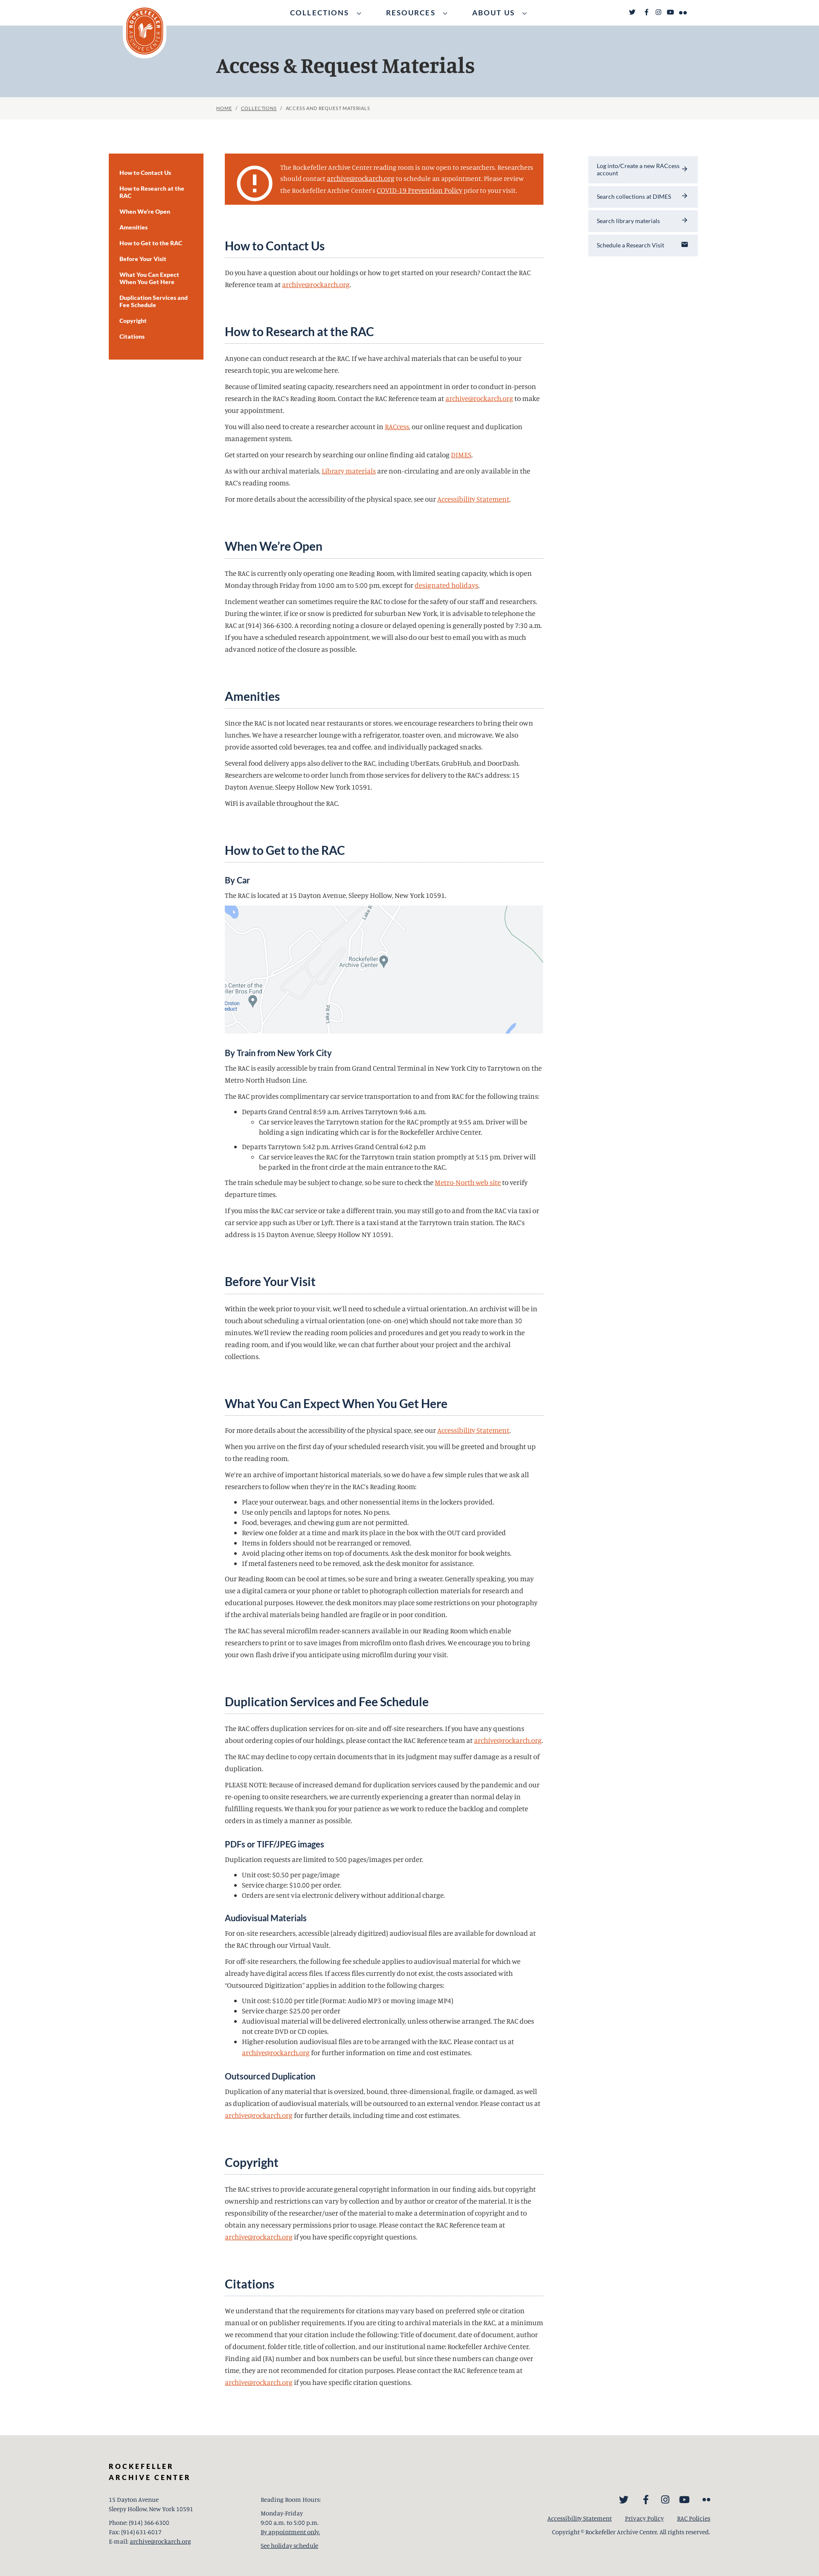 ROCKEFELLER
ARCHIVE CENTER
COLLECTIONS
RESOURCES
ABOUT US
Access & Request Materials
HOME / COLLECTIONS / ACCESS AND REQUEST MATERIALS
How to Contact Us
How to Research at the
RAC
When We're Open
Amenities
How to Get to the RAC
Before Your Visit
What You Can Expect
When You Get Here
Duplication Services and
Fee Schedule
Copyright
Citations
The Rockefeller Archive Center reading room is now open to researchers. Researchers
should contact archive@rockarch.org to schedule an appointment. Please review
the Rockefeller Archive Center's COVID-19 Prevention Policy prior to your visit.
Log into/Create a new RACcess
account
Search collections at DIMES
Search library materials
Schedule a Research Visit
How to Contact Us
Do you have a question about our holdings or how to get started on your research? Contact the RAC
Reference team at archive@rockarch.org.
How to Research at the RAC
Anyone can conduct research at the RAC. If we have archival materials that can be useful to your
research topic, you are welcome here.
Because of limited seating capacity, researchers need an appointment in order to conduct in-person
research in the RAC's Reading Room. Contact the RAC Reference team at archive@rockarch.org to make
your appointment.
You will also need to create a researcher account in RACcess, our online request and duplication
management system.
Get started on your research by searching our online finding aid catalog DIMES.
As with our archival materials, Library materials are non-circulating and are only available in the
RAC's reading rooms.
For more details about the accessibility of the physical space, see our Accessibility Statement.
When We're Open
The RAC is currently only operating one Reading Room, with limited seating capacity, which is open
Monday through Friday from 10:00 am to 5:00 pm, except for designated holidays.
Inclement weather can sometimes require the RAC to close for the safety of our staff and researchers.
During the winter, if ice or snow is predicted for suburban New York, it is advisable to telephone the
RAC at (914) 366-6300. A recording noting a closure or delayed opening is generally posted by 7:30 a.m.
If you have a scheduled research appointment, we will also do our best to email you with as much
advanced notice of the closure as possible.
Amenities
Since the RAC is not located near restaurants or stores, we encourage researchers to bring their own
lunches. We have a researcher lounge with a refrigerator, toaster oven, and microwave. We also
provide assorted cold beverages, tea and coffee, and individually packaged snacks.
Several food delivery apps also deliver to the RAC, including UberEats, GrubHub, and DoorDash.
Researchers are welcome to order lunch from those services for delivery to the RAC's address: 15
Dayton Avenue, Sleepy Hollow New York 10591.
WiFi is available throughout the RAC.
How to Get to the RAC
By Car
The RAC is located at 15 Dayton Avenue, Sleepy Hollow, New York 10591.
Rockefeller
Archive Center
Center of the
ller Bros Fund
Lake Rd
By Train from New York City
The RAC is easily accessible by train from Grand Central Terminal in New York City to Tarrytown on the
Metro-North Hudson Line.
The RAC provides complimentary car service transportation to and from RAC for the following trains:
• Departs Grand Central 8:59 a.m. Arrives Tarrytown 9:46 a.m.
◦ Car service leaves the Tarrytown station for the RAC promptly at 9:55 am. Driver will be
holding a sign indicating which car is for the Rockefeller Archive Center.
• Departs Tarrytown 5:42 p.m. Arrives Grand Central 6:42 p.m
◦ Car service leaves the RAC for the Tarrytown train station promptly at 5:15 pm. Driver will
be parked in the front circle at the main entrance to the RAC.
The train schedule may be subject to change, so be sure to check the Metro-North web site to verify
departure times.
If you miss the RAC car service or take a different train, you may still go to and from the RAC via taxi or
car service app such as Uber or Lyft. There is a taxi stand at the Tarrytown train station. The RAC's
address is 15 Dayton Avenue, Sleepy Hollow NY 10591.
Before Your Visit
Within the week prior to your visit, we'll need to schedule a virtual orientation. An archivist will be in
touch about scheduling a virtual orientation (one-on-one) which should not take more than 30
minutes. We'll review the reading room policies and procedures and get you ready to work in the
reading room, and if you would like, we can chat further about your project and the archival
collections.
What You Can Expect When You Get Here
For more details about the accessibility of the physical space, see our Accessibility Statement.
When you arrive on the first day of your scheduled research visit, you will be greeted and brought up
to the reading room.
We're an archive of important historical materials, so we do have a few simple rules that we ask all
researchers to follow when they're in the RAC's Reading Room:
• Place your outerwear, bags, and other nonessential items in the lockers provided.
• Use only pencils and laptops for notes. No pens.
• Food, beverages, and chewing gum are not permitted.
• Review one folder at a time and mark its place in the box with the OUT card provided
• Items in folders should not be rearranged or removed.
• Avoid placing other items on top of documents. Ask the desk monitor for book weights.
• If metal fasteners need to be removed, ask the desk monitor for assistance.
Our Reading Room can be cool at times, so be sure and bring a sweater. Generally speaking, you may
use a digital camera or your phone or tablet to photograph collection materials for research and
educational purposes. However, the desk monitors may place some restrictions on your photography
if the archival materials being handled are fragile or in poor condition.
The RAC has several microfilm reader-scanners available in our Reading Room which enable
researchers to print or to save images from microfilm onto flash drives. We encourage you to bring
your own flash drive if you anticipate using microfilm during your visit.
Duplication Services and Fee Schedule
The RAC offers duplication services for on-site and off-site researchers. If you have any questions
about ordering copies of our holdings, please contact the RAC Reference team at archive@rockarch.org.
The RAC may decline to copy certain documents that in its judgment may suffer damage as a result of
duplication.
PLEASE NOTE: Because of increased demand for duplication services caused by the pandemic and our
re-opening to onsite researchers, we are currently experiencing a greater than normal delay in
fulfilling requests. We thank you for your patience as we work to reduce the backlog and complete
orders in as timely a manner as possible.
PDFs or TIFF/JPEG images
Duplication requests are limited to 500 pages/images per order.
• Unit cost: $0.50 per page/image
• Service charge: $10.00 per order.
• Orders are sent via electronic delivery without additional charge.
Audiovisual Materials
For on-site researchers, accessible (already digitized) audiovisual files are available for download at
the RAC through our Virtual Vault.
For off-site researchers, the following fee schedule applies to audiovisual material for which we
already have digital access files. If access files currently do not exist, the costs associated with
"Outsourced Digitization" applies in addition to the following charges:
• Unit cost: $10.00 per title (Format: Audio MP3 or moving image MP4)
• Service charge: $25.00 per order
• Audiovisual material will be delivered electronically, unless otherwise arranged. The RAC does
not create DVD or CD copies.
• Higher-resolution audiovisual files are to be arranged with the RAC. Please contact us at
archive@rockarch.org for further information on time and cost estimates.
Outsourced Duplication
Duplication of any material that is oversized, bound, three-dimensional, fragile, or damaged, as well
as duplication of audiovisual materials, will be outsourced to an external vendor. Please contact us at
archive@rockarch.org for further details, including time and cost estimates.
Copyright
The RAC strives to provide accurate general copyright information in our finding aids, but copyright
ownership and restrictions can vary by collection and by author or creator of the material. It is the
responsibility of the researcher/user of the material to make a determination of copyright and to
obtain any necessary permissions prior to usage. Please contact the RAC Reference team at
archive@rockarch.org if you have specific copyright questions.
Citations
We understand that the requirements for citations may vary based on preferred style or citation
manual or on publisher requirements. If you are citing to archival materials in the RAC, at a minimum
we recommend that your citation include the following: Title of document, date of document, author
of document, folder title, title of collection, and our institutional name: Rockefeller Archive Center.
Finding aid (FA) number and box numbers can be useful, but since these numbers can change over
time, they are not recommended for citation purposes. Please contact the RAC Reference team at
archive@rockarch.org if you have specific citation questions.
ROCKEFELLER
ARCHIVE CENTER
15 Dayton Avenue
Sleepy Hollow, New York 10591
Phone: (914) 366-6300
Fax: (914) 631-6017
E-mail: archive@rockarch.org
Reading Room Hours:
Monday-Friday
9:00 a.m. to 5:00 p.m.
By appointment only.
See holiday schedule
Accessibility Statement Privacy Policy RAC Policies
Copyright © Rockefeller Archive Center. All rights reserved.